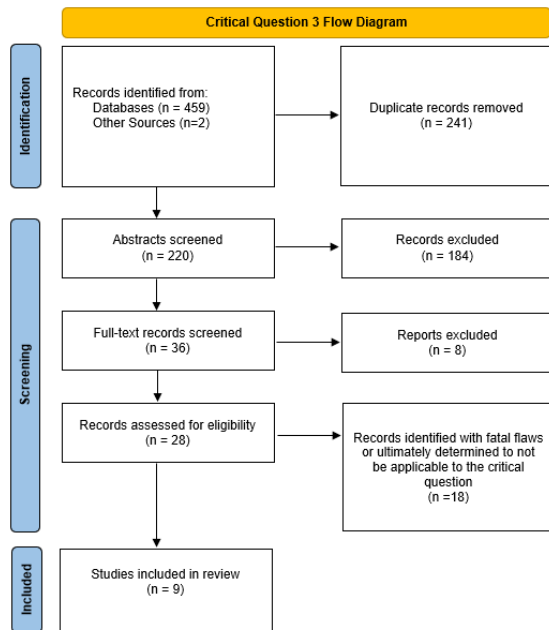 Critical Question 3 Flow Diagram
Identification
Records identified from:
Databases (n = 459)
Other Sources (n=2)
Duplicate records removed
(n = 241)
Screening
Abstracts screened
(n = 220)
Records excluded
(n = 184)
Full-text records screened
(n = 36)
Reports excluded
(n = 8)
Records assessed for eligibility
(n = 28)
Records identified with fatal flaws
or ultimately determined to not
be applicable to the critical
question
(n =18)
Included
Studies included in review
(n = 9)